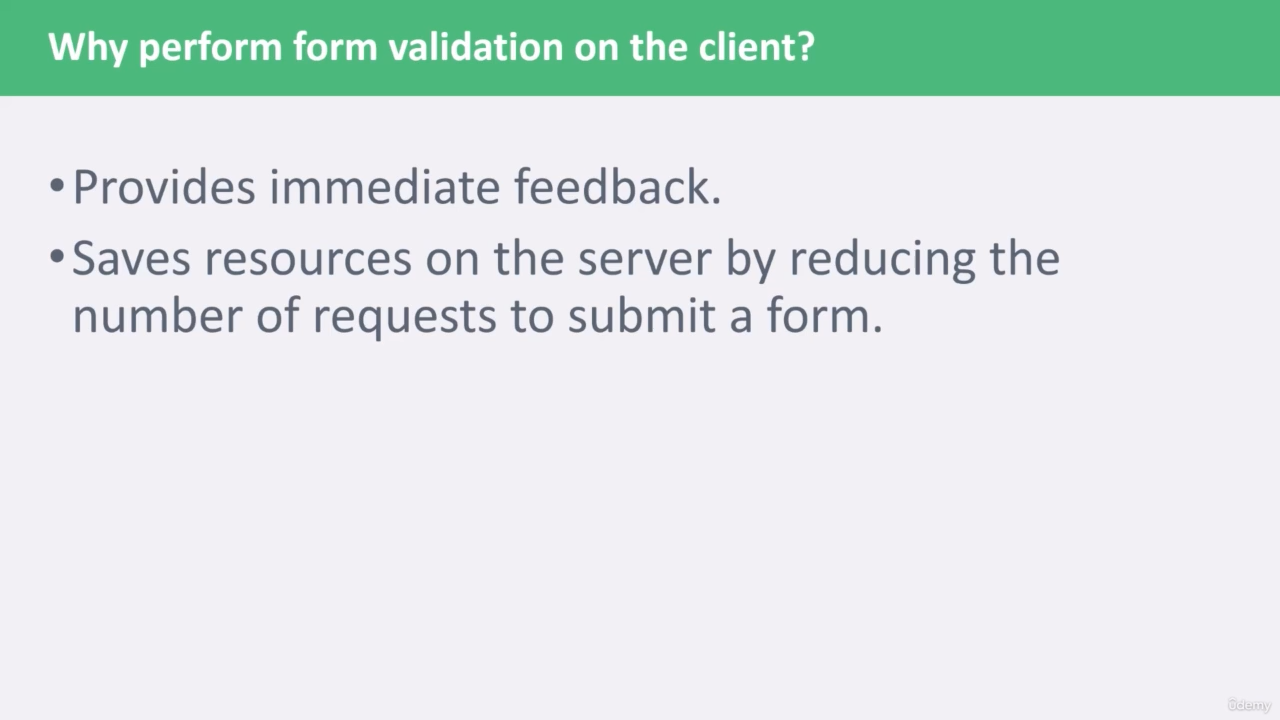 Why perform form validation on the client?
•Provides immediate feedback.
•Saves resources on the server by reducing the
number of requests to submit a form.
ûdemy